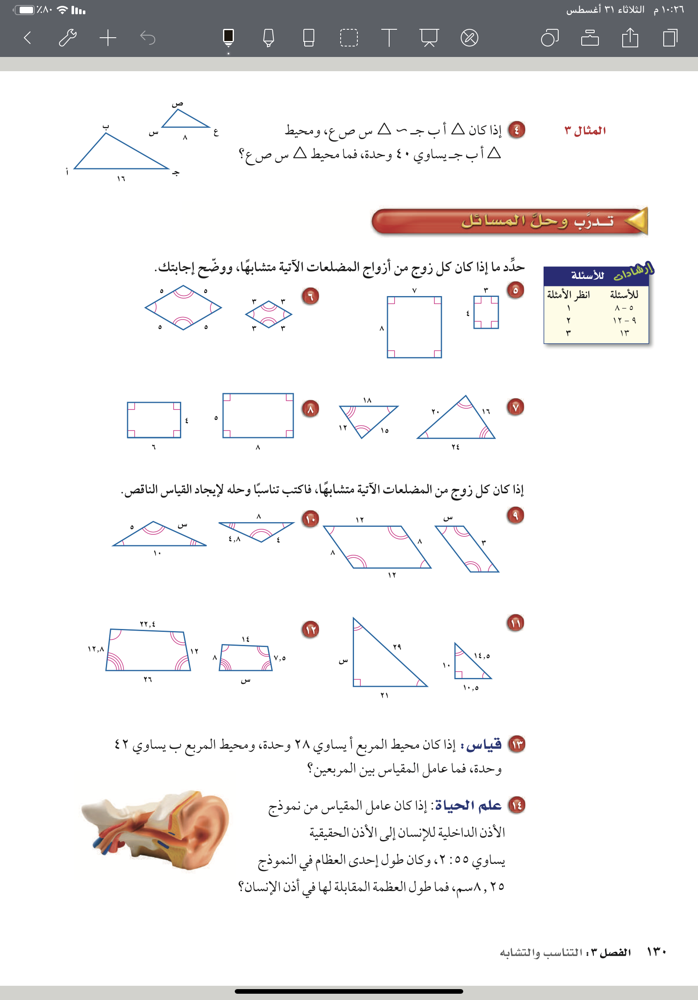 ١٠:٢٦ م الثلاثاء ٣١ أغسطس
٪٨٠
المثال ٣
٤ إذا كان △ أ ب جـ ∽ △ س ص ع، ومحيط
△ أ ب جـ يساوي ٤٠ وحدة، فما محيط △ س ص ع؟
ص
س
ع
٨
ب
أ
جـ
١٦
تـدرَّب وحلَّ المسائل
إرشادات للأسئلة
للأسئلة انظر الأمثلة
٥ – ٨ ١
٩ – ١٢ ٢
١٣ ٣
حدِّد ما إذا كان كل زوج من أزواج المضلعات الآتية متشابهًا، ووضّح إجابتك.
٥
٣
٤
٧
٨
٦
٣ ٣
٣ ٣
٥ ٥
٥ ٥
٧
١٦
٢٠
٢٤
١٨
١٢
١٥
٨
٥
٨
٤
٦
إذا كان كل زوج من المضلعات الآتية متشابهًا، فاكتب تناسبًا وحله لإيجاد القياس الناقص.
٩
س
٣
١٢
٨
٨
١٢
١٠
٨
٤,٨
٤
س
٥
١٠
١١
١٤,٥
١٠
١٠,٥
٢٩
س
٢١
١٢
١٤
٨
٧,٥
س
٢٢,٤
١٢,٨
١٢
٢٦
١٣ قياس: إذا كان محيط المربع أ يساوي ٢٨ وحدة، ومحيط المربع ب يساوي ٤٢
وحدة، فما عامل المقياس بين المربعين؟
١٤ علم الحياة: إذا كان عامل المقياس من نموذج
الأذن الداخلية للإنسان إلى الأذن الحقيقية
يساوي ٥٥: ٢، وكان طول إحدى العظام في النموذج
٨,٢٥سم، فما طول العظمة المقابلة لها في أذن الإنسان؟
١٣٠ الفصل ٣: التناسب والتشابه